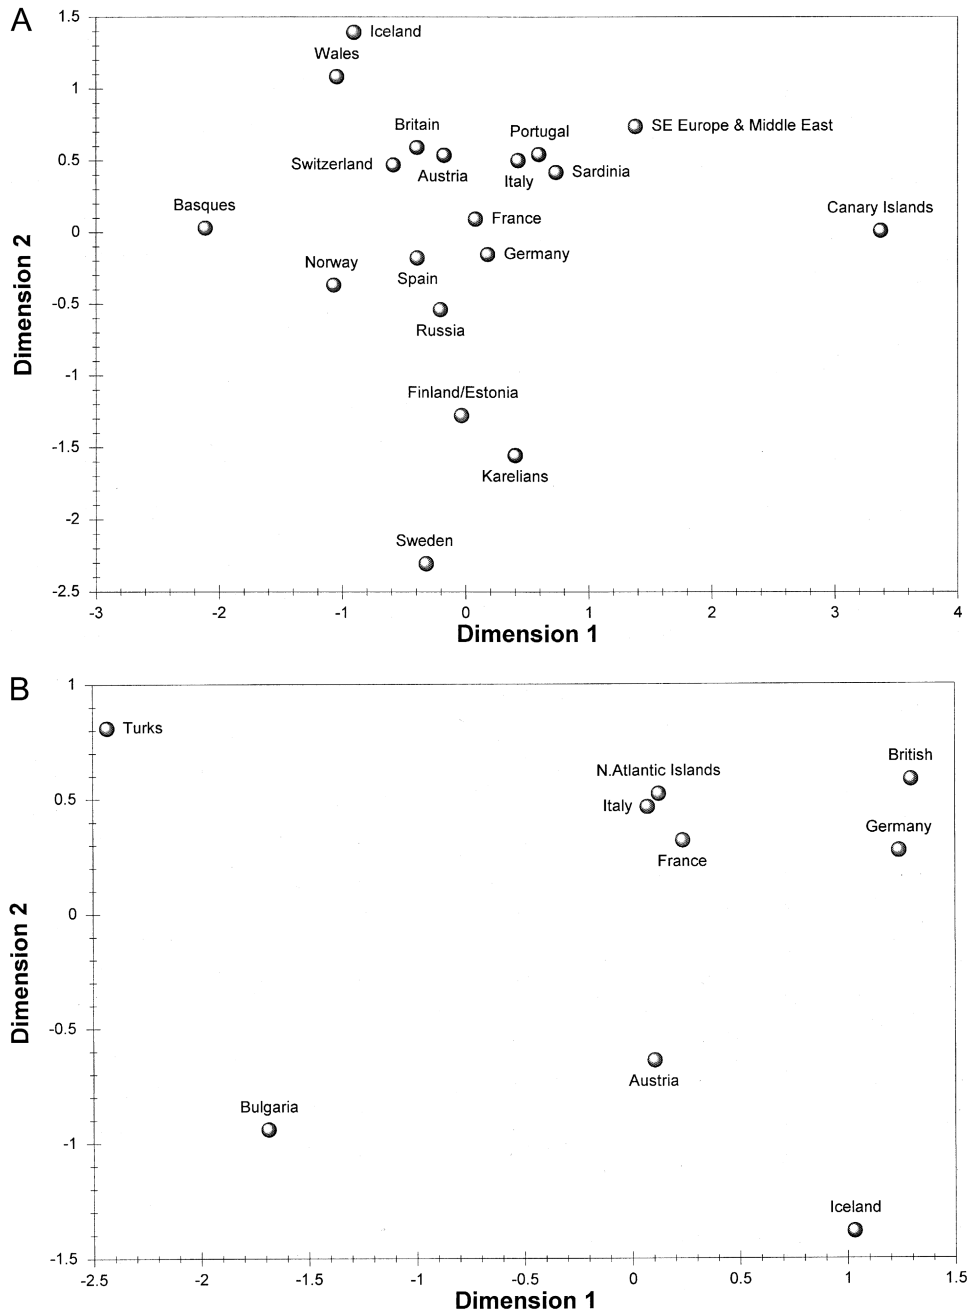 A
1.5
Iceland
Wales
1
Britain
Portugal
SE Europe & Middle East
0.5
Switzerland
Austria
Italy
Sardinia
Basques
Canary Islands
France
0
Germany
Norway
Spain
-0.5
Russia
-1
Finland/Estonia
-1.5
Karelians
-2
Sweden
-2.5
Dimension 2
-3 -2 -1 0 1 2 3 4
Dimension 1
B
1
Turks
British
N.Atlantic Islands
0.5
Italy
Germany
France
0
Dimension 2
-0.5
Austria
Bulgaria
-1
Iceland
-1.5
-2.5 -2 -1.5 -1 -0.5 0 0.5 1 1.5
Dimension 1